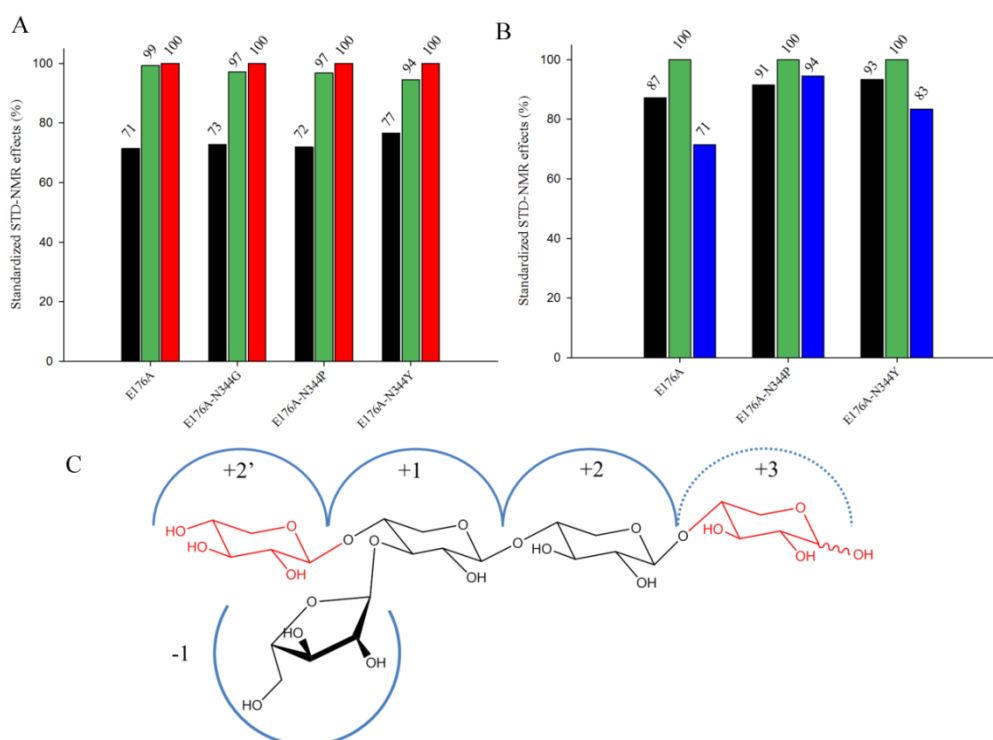 A
B
Standardized STD-NMR effects (%)
100
80
60
40
20
0
71
99
100
73
97
100
72
97
100
77
94
100
E176A
E176A-N344G
E176A-N344P
E176A-N344Y
Standardized STD-NMR effects (%)
100
80
60
40
20
0
87
100
71
91
100
94
93
100
83
E176A
E176A-N344P
E176A-N344Y
C
+2’
+1
+2
+3
HO
HO
OH
O
O
O
O
OH
O
O
HO
OH
O
O
HO
OH
OH
-1
O
HO
OH
HO